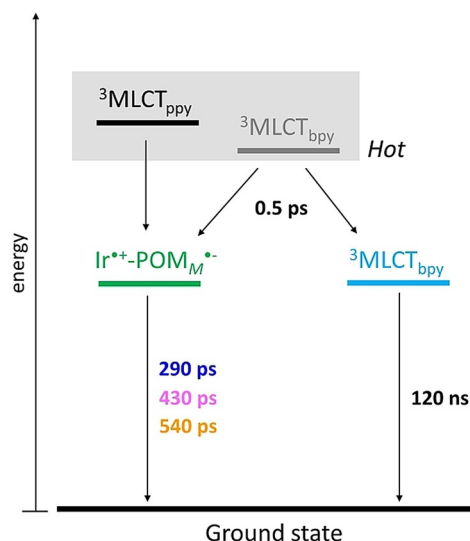 ³MLCTₚₚᵧ
³MLCT_bpy
Hot
0.5 ps
energy
Ir•+-POM_M•-
³MLCT_bpy
290 ps
430 ps
540 ps
120 ns
Ground state